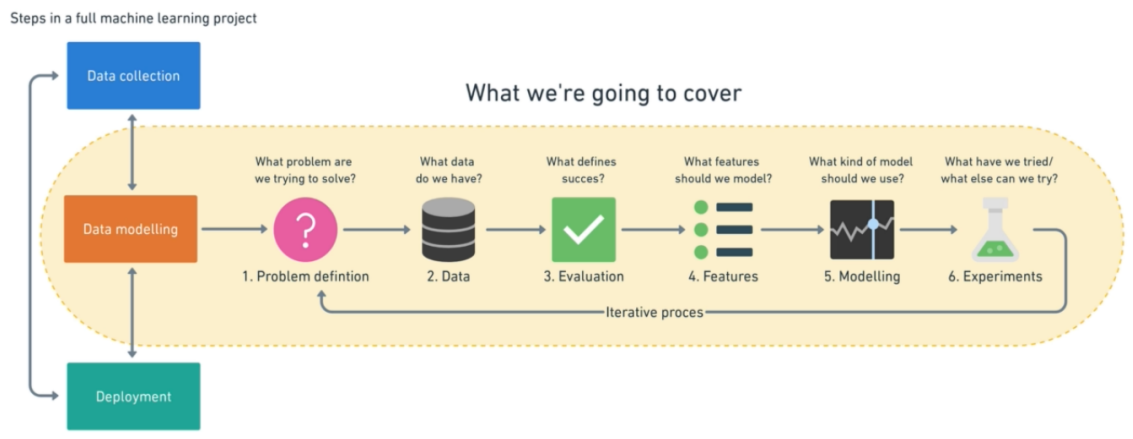 Steps in a full machine learning project
Data collection
What we're going to cover
What problem are
we trying to solve?
What data
do we have?
What defines
succes?
What features
should we model?
What kind of model
should we use?
What have we tried/
what else can we try?
Data modelling
?
1. Problem defintion
2. Data
3. Evaluation
4. Features
5. Modelling
6. Experiments
Iterative proces
Deployment